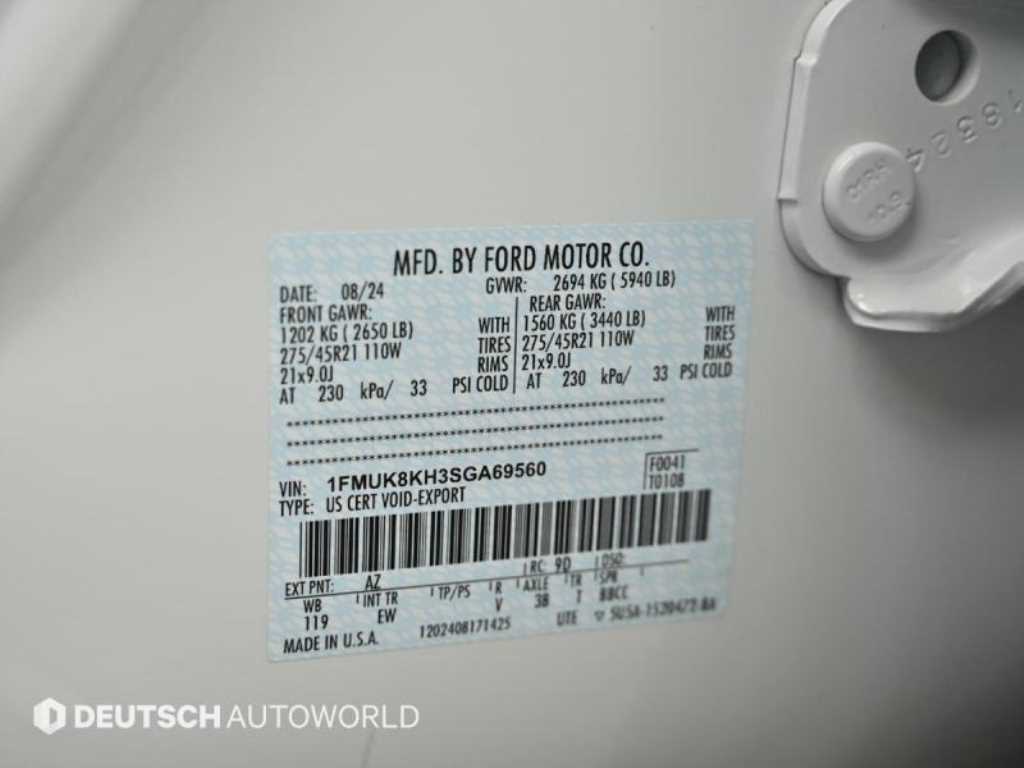 18324
MFD. BY FORD MOTOR CO.
DATE: 08/24 GVWR: 2694 KG ( 5940 LB)
FRONT GAWR: REAR GAWR:
1202 KG ( 2650 LB) WITH 1560 KG ( 3440 LB) WITH
275/45R21 110W TIRES 275/45R21 110W TIRES
21x9.0J RIMS 21x9.0J RIMS
AT 230 kPa/ 33 PSI COLD AT 230 kPa/ 33 PSI COLD
VIN: 1FMUK8KH3SGA69560 F0041
TYPE: US CERT VOID-EXPORT T0108
EXT PNT: AZ RC: 9D DSO:
WB INT TR TP/PS R AXLE TR SPR
119 EW V 3B T BBCC
MADE IN U.S.A. 1202408171425 UTE
DEUTSCH AUTOWORLD